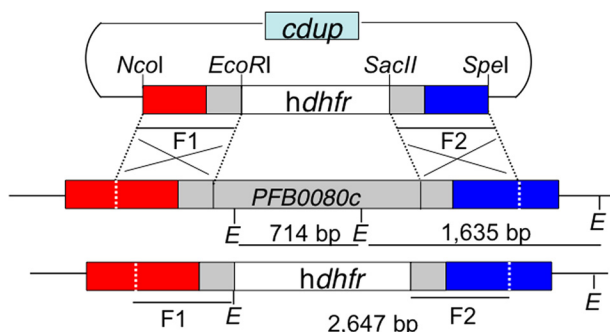 cdup
NcoI EcoRI SacII SpeI
hdhfr
F1 F2
PFB0080c
E 714 bp E 1,635 bp E
hdhfr
F1 E 2,647 bp F2 E